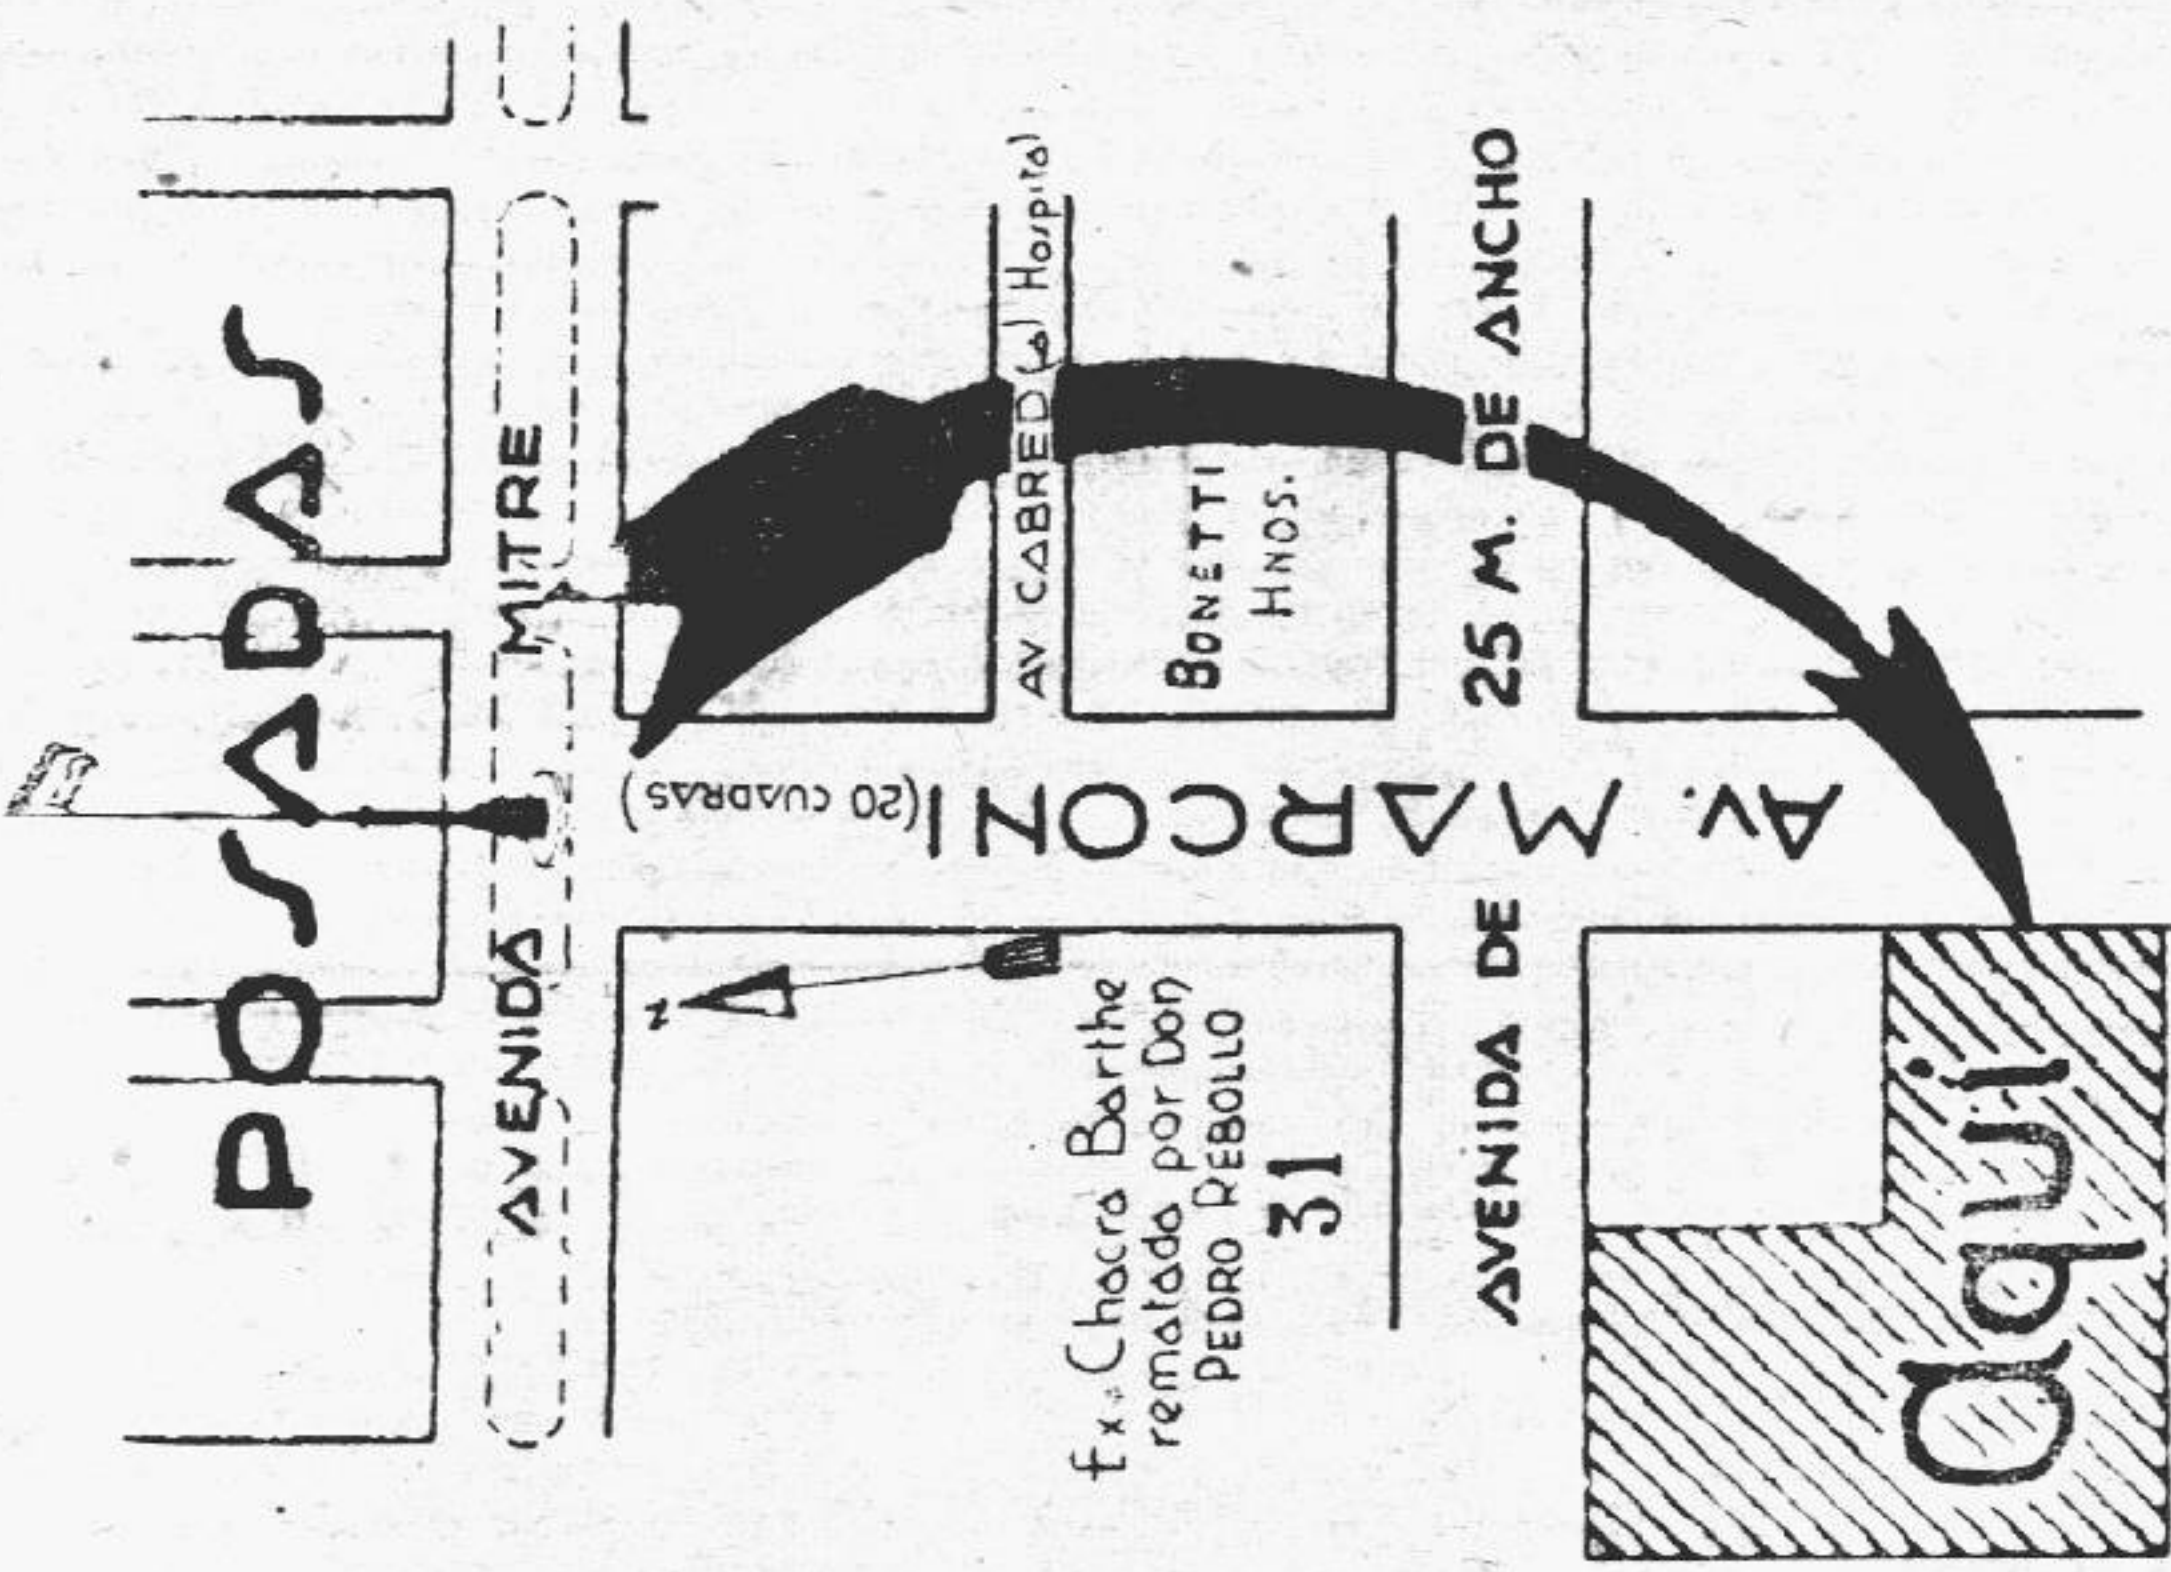 POSADAS
AVENIDA MITRE
(20 CUADRAS)
AV. MARCONI
AV CABRED (al Hospital)
BONETTI
HNOS.
N
Ex. Chacra Barthe
rematada por Don
PEDRO REBOLLO
31
AVENIDA DE 25 M. DE ANCHO
aqui